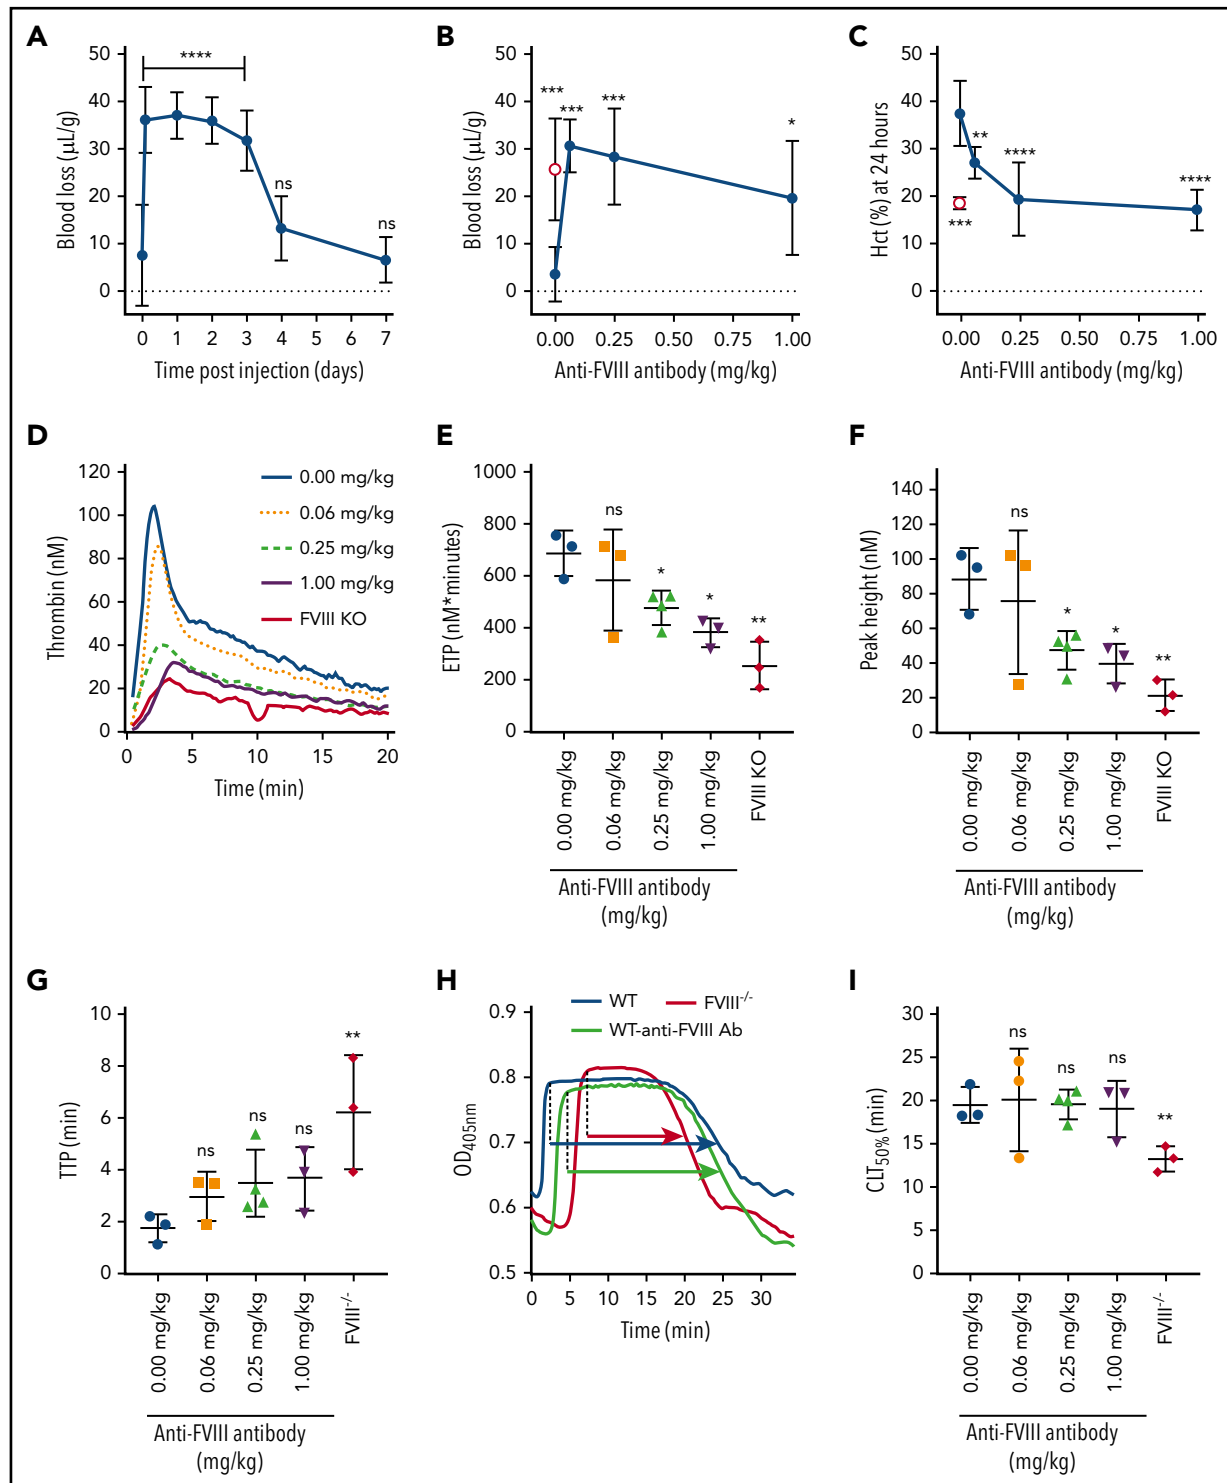 A
Blood loss (µL/g)
50
40
30
20
10
0
****
ns
ns
0 1 2 3 4 5 6 7
Time post injection (days)
B
Blood loss (µL/g)
50
40
30
20
10
0
***
***
***
*
0.00 0.25 0.50 0.75 1.00
Anti-FVIII antibody (mg/kg)
C
Hct (%) at 24 hours
50
40
30
20
10
0
**
****
****
***
0.00 0.25 0.50 0.75 1.00
Anti-FVIII antibody (mg/kg)
D
Thrombin (nM)
120
100
80
60
40
20
0
0.00 mg/kg
0.06 mg/kg
0.25 mg/kg
1.00 mg/kg
FVIII KO
0 5 10 15 20
Time (min)
E
ETP (nM*minutes)
1000
800
600
400
200
0
ns
*
*
**
0.00 mg/kg
0.06 mg/kg
0.25 mg/kg
1.00 mg/kg
FVIII KO
Anti-FVIII antibody
(mg/kg)
F
Peak height (nM)
140
120
100
80
60
40
20
0
ns
*
*
**
0.00 mg/kg
0.06 mg/kg
0.25 mg/kg
1.00 mg/kg
FVIII KO
Anti-FVIII antibody
(mg/kg)
G
TTP (min)
10
8
6
4
2
0
ns
ns
ns
**
0.00 mg/kg
0.06 mg/kg
0.25 mg/kg
1.00 mg/kg
FVIII-/-
Anti-FVIII antibody
(mg/kg)
H
WT FVIII-/-
WT-anti-FVIII Ab
OD405nm
0.9
0.8
0.7
0.6
0.5
0 5 10 15 20 25 30
Time (min)
I
CLT50% (min)
30
25
20
15
10
5
0
ns
ns
ns
**
0.00 mg/kg
0.06 mg/kg
0.25 mg/kg
1.00 mg/kg
FVIII-/-
Anti-FVIII antibody
(mg/kg)